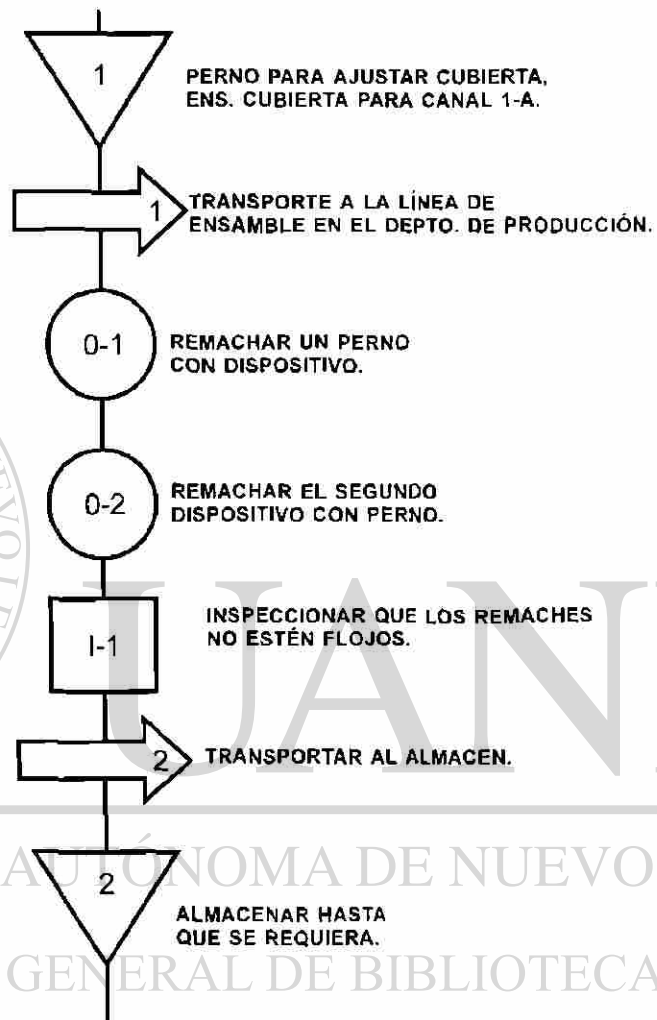 1
PERNO PARA AJUSTAR CUBIERTA,
ENS. CUBIERTA PARA CANAL 1-A.
1
TRANSPORTE A LA LÍNEA DE
ENSAMBLE EN EL DEPTO. DE PRODUCCIÓN.
0-1
REMACHAR UN PERNO
CON DISPOSITIVO.
0-2
REMACHAR EL SEGUNDO
DISPOSITIVO CON PERNO.
I-1
INSPECCIONAR QUE LOS REMACHES
NO ESTÉN FLOJOS.
UAN
2
TRANSPORTAR AL ALMACEN.
AUTÓNOMA DE NUEVO
2
ALMACENAR HASTA
QUE SE REQUIERA.
GENERAL DE BIBLIOTECA